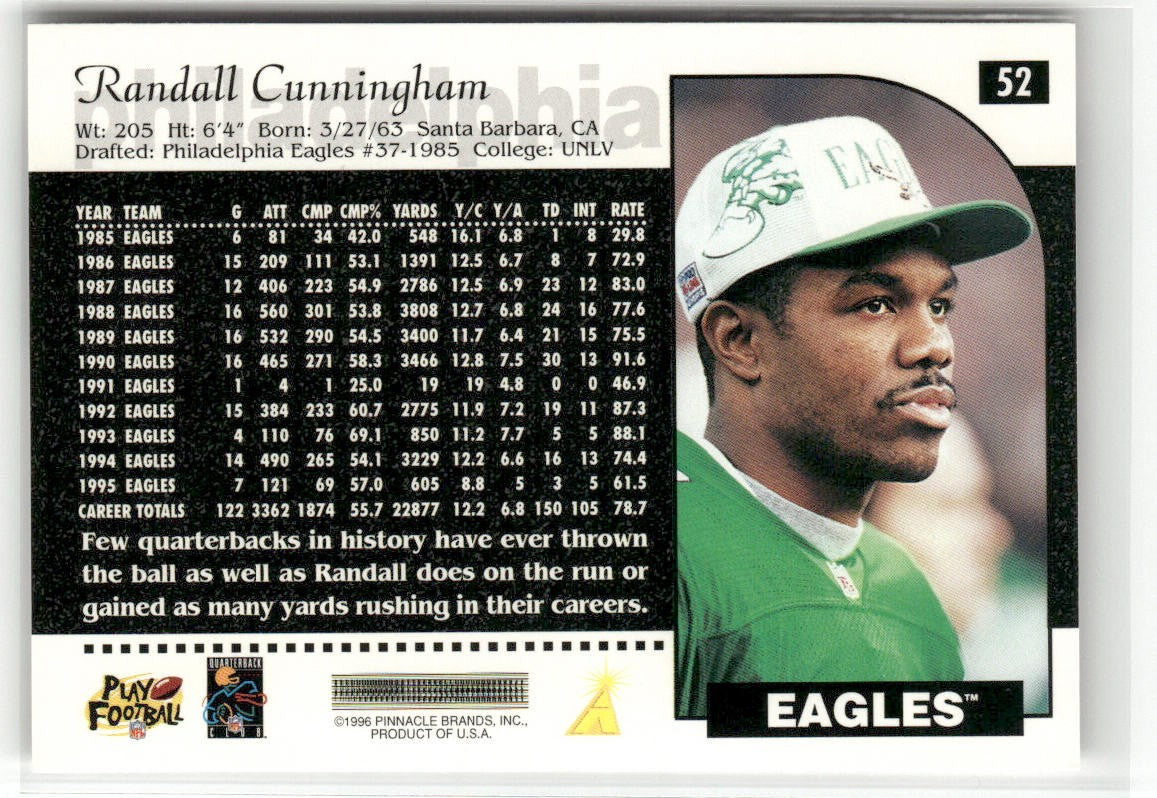 52
philadelphia
Randall Cunningham
Wt: 205 Ht: 6'4" Born: 3/27/63 Santa Barbara, CA
Drafted: Philadelphia Eagles #37-1985 College: UNLV
YEAR TEAM G ATT CMP CMP% YARDS Y/C Y/A TD INT RATE
1985 EAGLES 6 81 34 42.0 548 16.1 6.8 1 8 29.8
1986 EAGLES 15 209 111 53.1 1391 12.5 6.7 8 7 72.9
1987 EAGLES 12 406 223 54.9 2786 12.5 6.9 23 12 83.0
1988 EAGLES 16 560 301 53.8 3808 12.7 6.8 24 16 77.6
1989 EAGLES 16 532 290 54.5 3400 11.7 6.4 21 15 75.5
1990 EAGLES 16 465 271 58.3 3466 12.8 7.5 30 13 91.6
1991 EAGLES 1 4 1 25.0 19 19 4.8 0 0 46.9
1992 EAGLES 15 384 233 60.7 2775 11.9 7.2 19 11 87.3
1993 EAGLES 4 110 76 69.1 850 11.2 7.7 5 5 88.1
1994 EAGLES 14 490 265 54.1 3229 12.2 6.6 16 13 74.4
1995 EAGLES 7 121 69 57.0 605 8.8 5 3 5 61.5
CAREER TOTALS 122 3362 1874 55.7 22877 12.2 6.8 150 105 78.7
Few quarterbacks in history have ever thrown
the ball as well as Randall does on the run or
gained as many yards rushing in their careers.
EAG
PLAY
FOOTBALL
NFL
QUARTERBACK
CLUB
©1996 PINNACLE BRANDS, INC.,
PRODUCT OF U.S.A.
EAGLES™